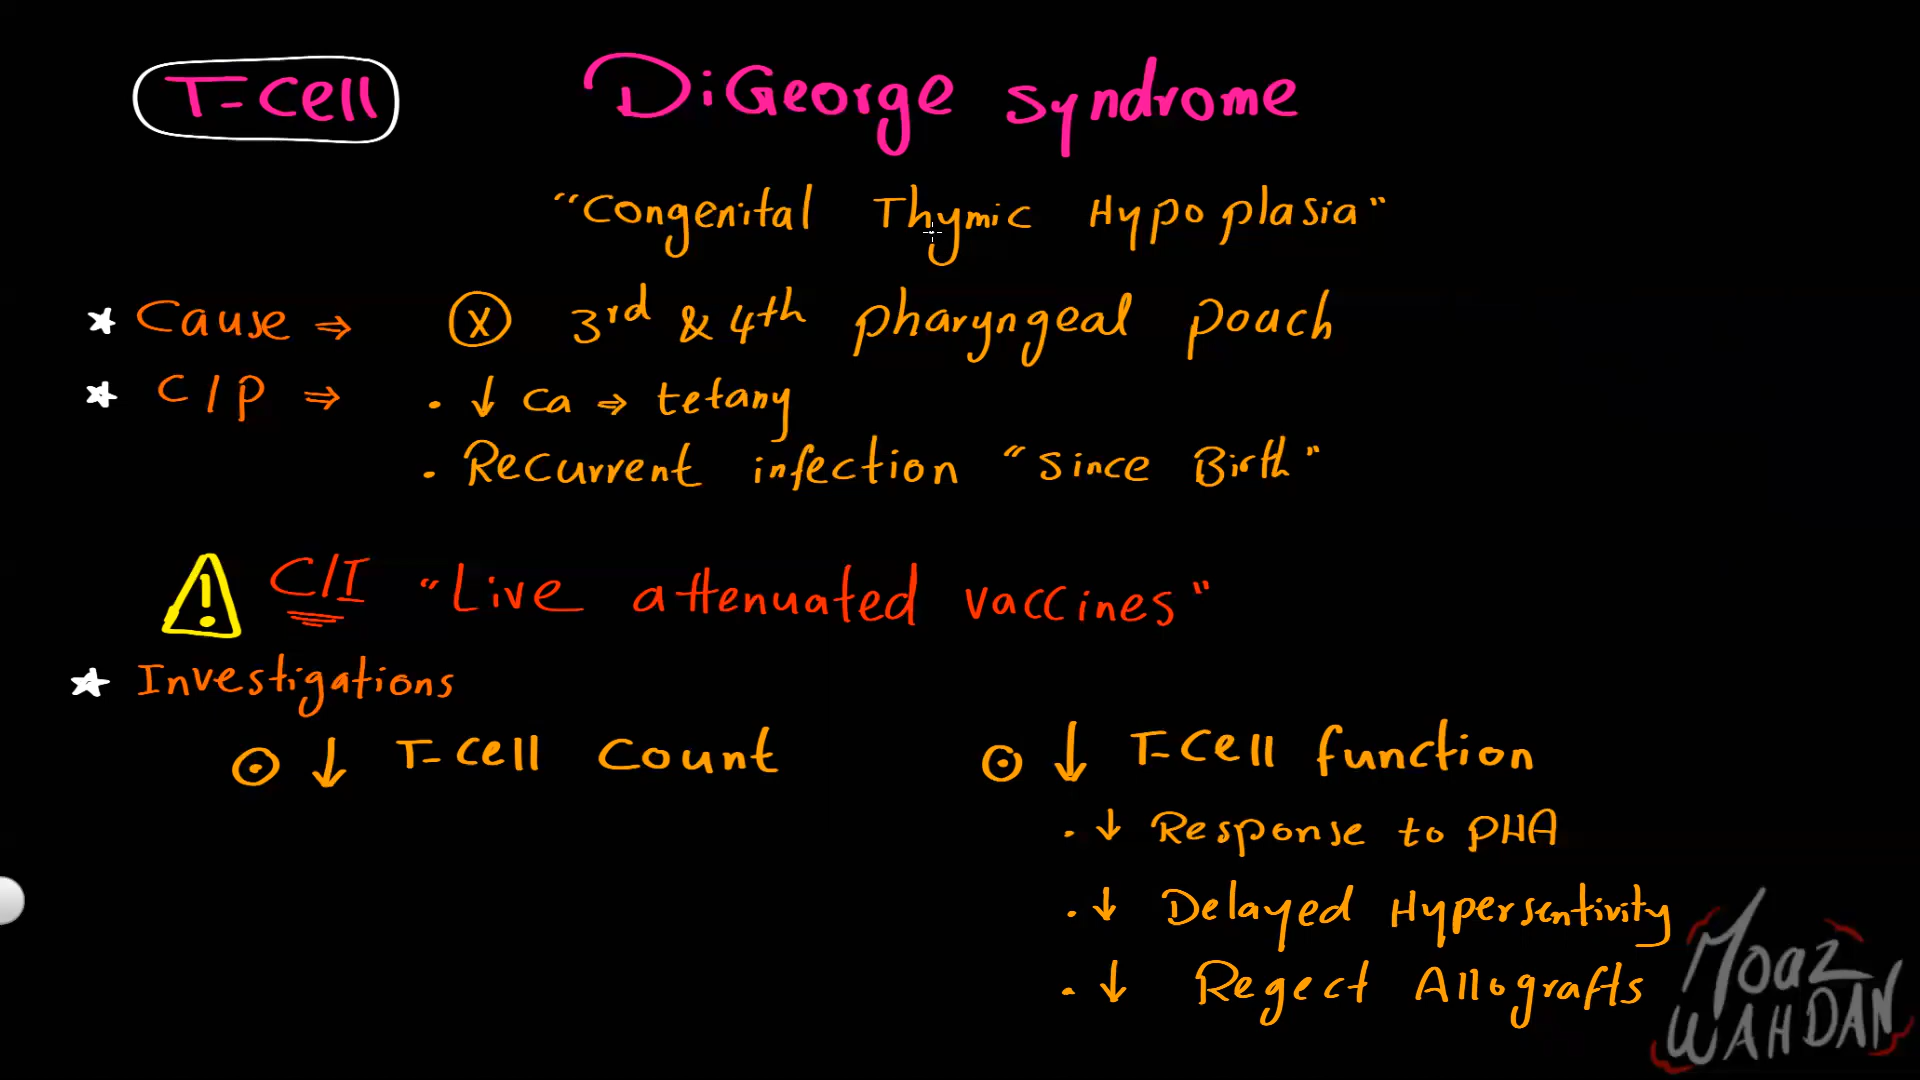 T-Cell DiGeorge syndrome
"Congenital Thymic Hypoplasia"
★ Cause ⇒ ⓧ 3rd & 4th pharyngeal pouch
★ C/P ⇒ • ↓ Ca ⇒ tetany
• Recurrent infection "since Birth"
⚠ C/I "Live attenuated vaccines"
★ Investigations
⊙ ↓ T-Cell Count
⊙ ↓ T-Cell function
• ↓ Response to PHA
• ↓ Delayed Hypersentivity
• ↓ Regect Allografts
Moaz
WAHDAN